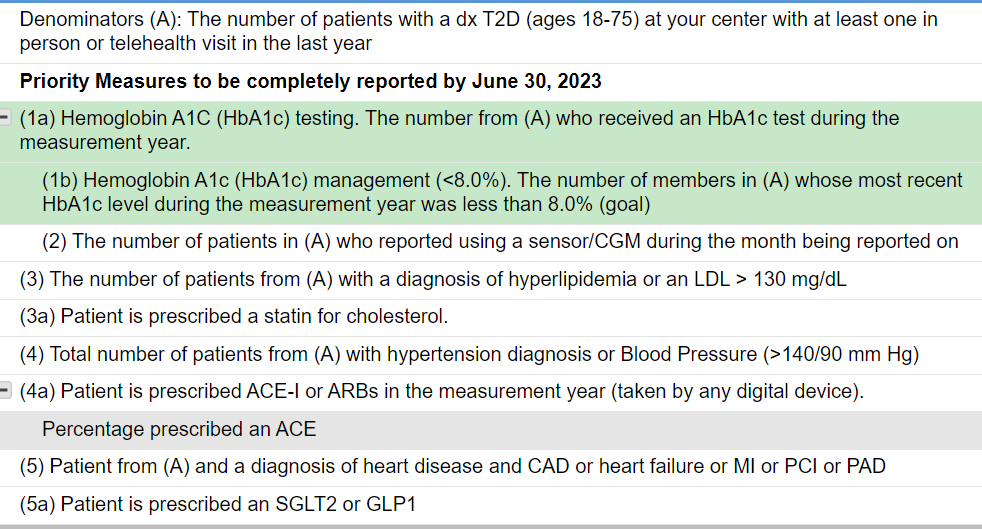 Denominators (A): The number of patients with a dx T2D (ages 18-75) at your center with at least one in
person or telehealth visit in the last year
Priority Measures to be completely reported by June 30, 2023
(1a) Hemoglobin A1C (HbA1c) testing. The number from (A) who received an HbA1c test during the
measurement year.
(1b) Hemoglobin A1c (HbA1c) management (<8.0%). The number of members in (A) whose most recent
HbA1c level during the measurement year was less than 8.0% (goal)
(2) The number of patients in (A) who reported using a sensor/CGM during the month being reported on
(3) The number of patients from (A) with a diagnosis of hyperlipidemia or an LDL > 130 mg/dL
(3a) Patient is prescribed a statin for cholesterol.
(4) Total number of patients from (A) with hypertension diagnosis or Blood Pressure (>140/90 mm Hg)
(4a) Patient is prescribed ACE-I or ARBs in the measurement year (taken by any digital device).
Percentage prescribed an ACE
(5) Patient from (A) and a diagnosis of heart disease and CAD or heart failure or MI or PCI or PAD
(5a) Patient is prescribed an SGLT2 or GLP1